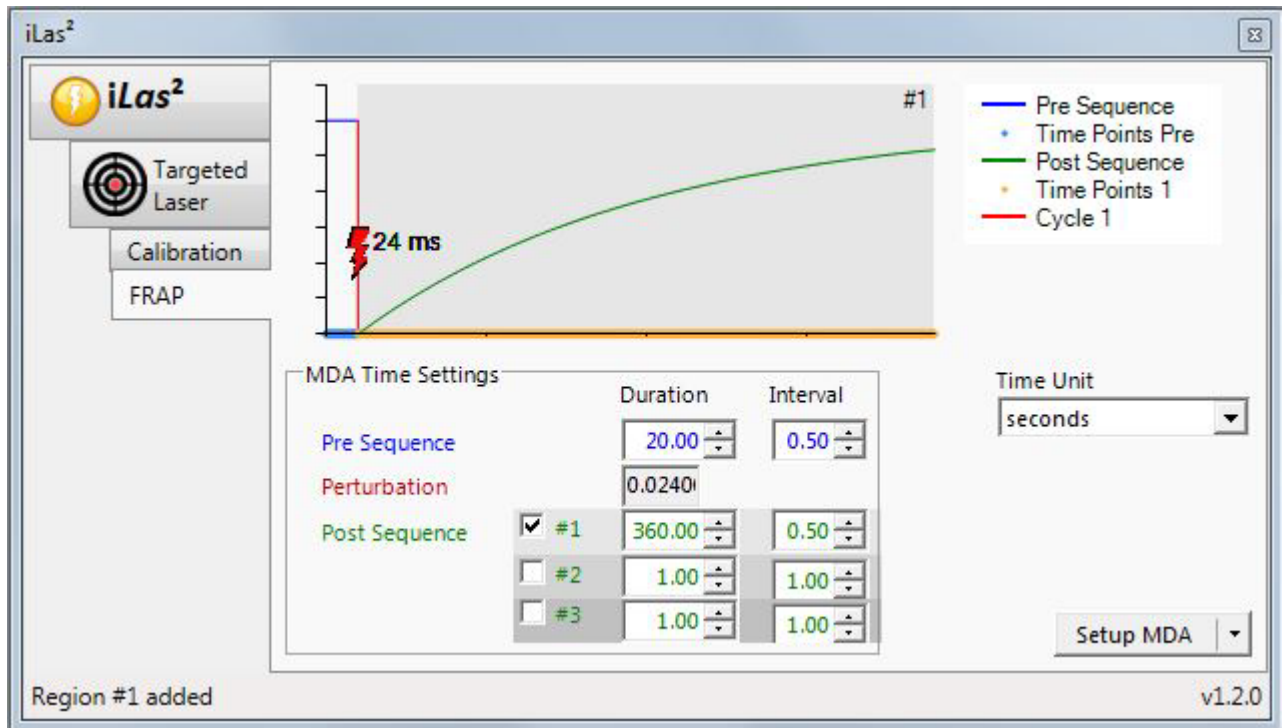 iLas²
iLas²
Targeted
Laser
Calibration
FRAP
#1
24 ms
Pre Sequence
Time Points Pre
Post Sequence
Time Points 1
Cycle 1
MDA Time Settings
Duration Interval
Pre Sequence 20.00 0.50
Perturbation 0.0240
Post Sequence #1 360.00 0.50
#2 1.00 1.00
#3 1.00 1.00
Time Unit
seconds
Setup MDA
Region #1 added v1.2.0